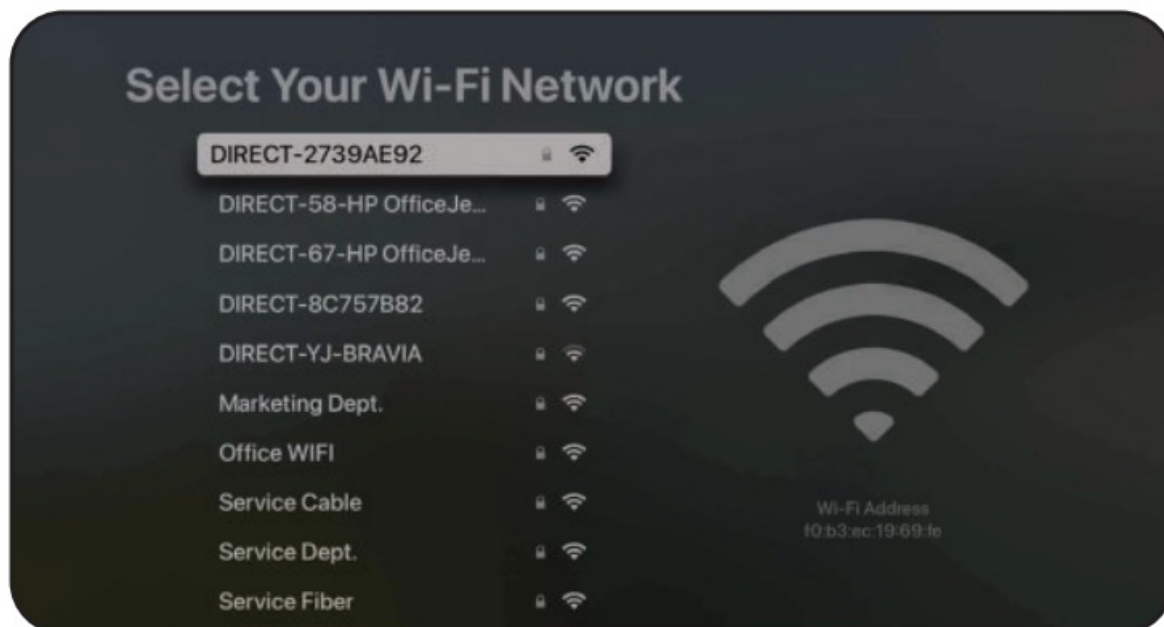 Select Your Wi-Fi Network
DIRECT-2739AE92
DIRECT-58-HP OfficeJe...
DIRECT-67-HP OfficeJe...
DIRECT-8C757B82
DIRECT-YJ-BRAVIA
Marketing Dept.
Office WIFI
Service Cable
Service Dept.
Service Fiber
Wi-Fi Address
f0:b3:ec:19:69:fe